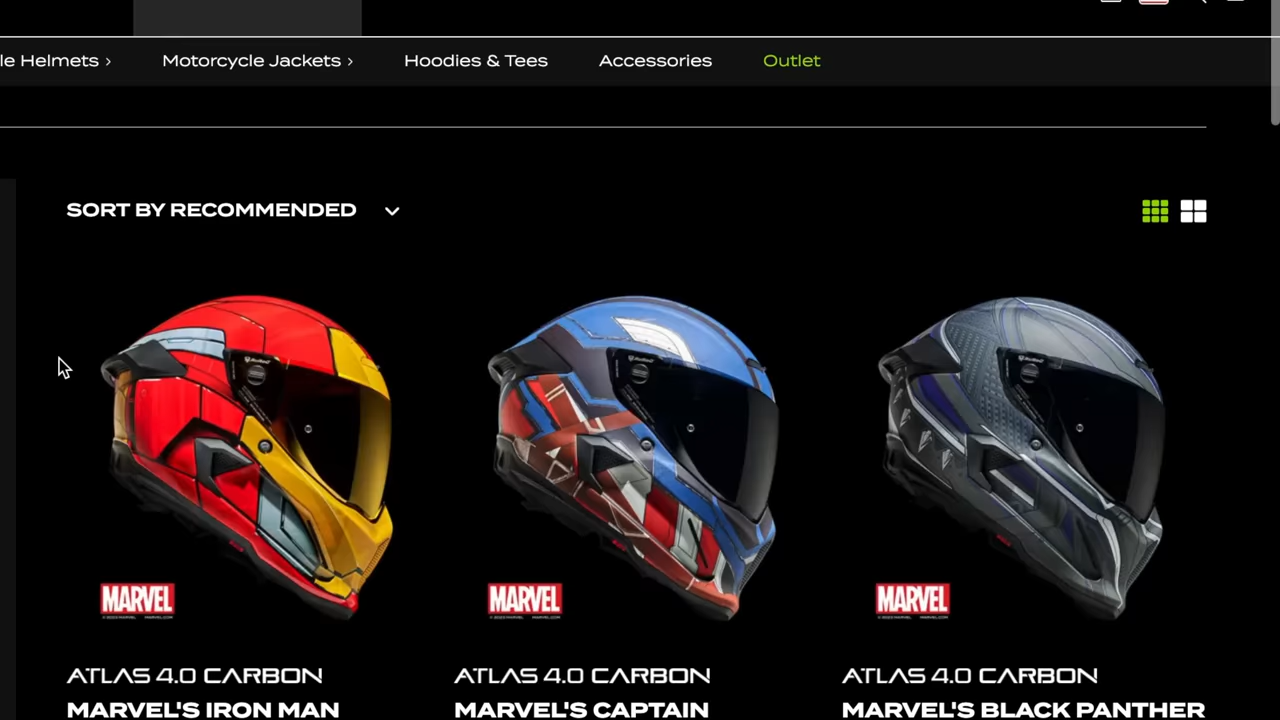 le Helmets › Motorcycle Jackets › Hoodies & Tees Accessories Outlet
SORT BY RECOMMENDED
MARVEL MARVEL MARVEL
ATLAS 4.0 CARBON ATLAS 4.0 CARBON ATLAS 4.0 CARBON
MARVEL'S IRON MAN MARVEL'S CAPTAIN MARVEL'S BLACK PANTHER